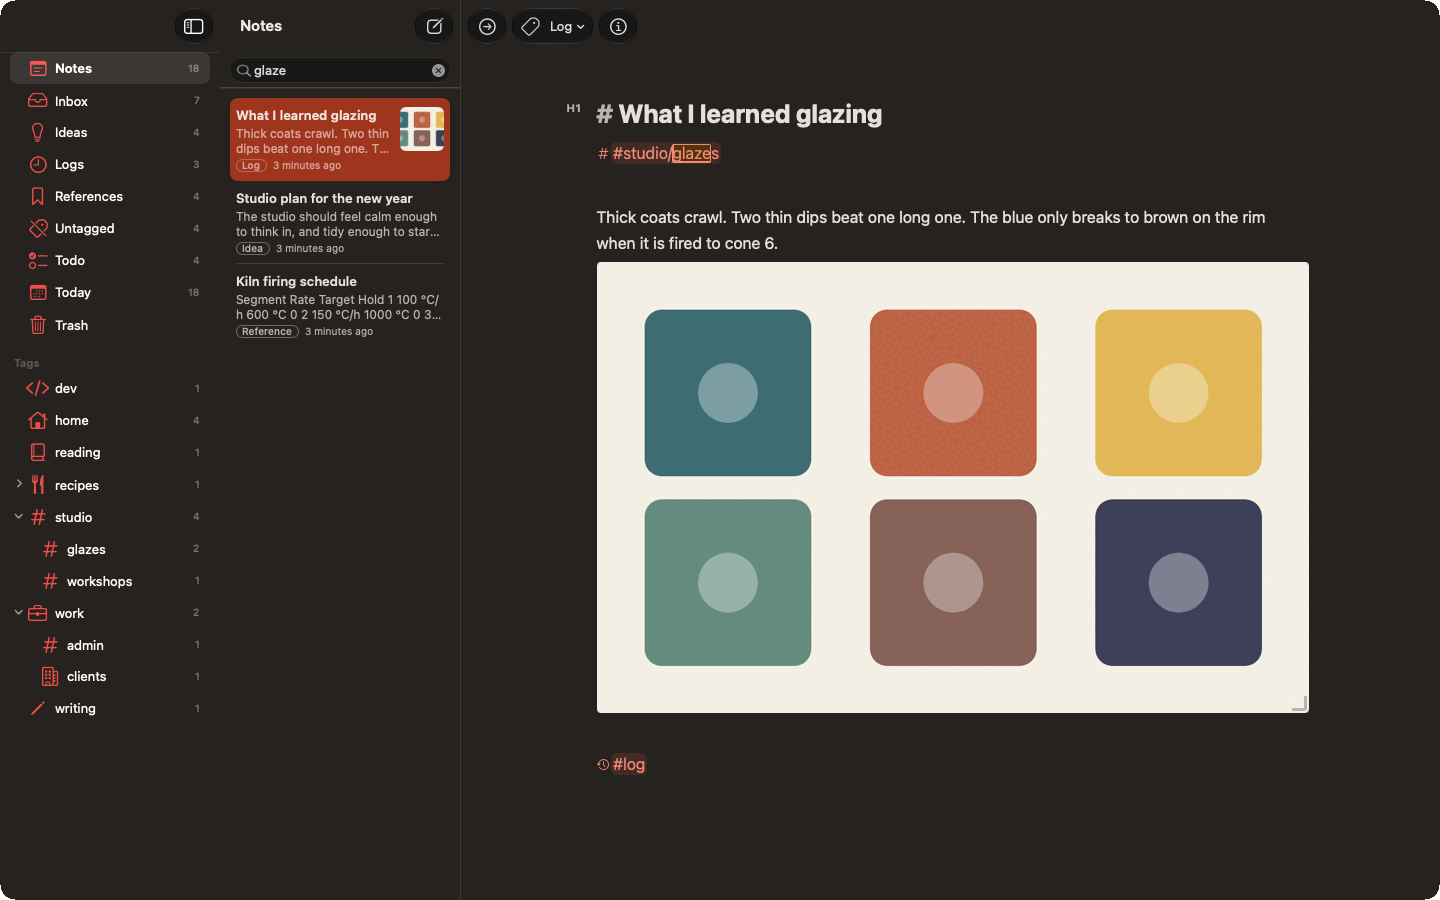 Notes 18
Inbox 7
Ideas 4
Logs 3
References 4
Untagged 4
Todo 4
Today 18
Trash
Tags
dev 1
home 4
reading 1
recipes 1
studio 4
glazes 2
workshops 1
work 2
admin 1
clients 1
writing 1
Notes
glaze
What I learned glazing
Thick coats crawl. Two thin
dips beat one long one. T...
Log 3 minutes ago
Studio plan for the new year
The studio should feel calm enough
to think in, and tidy enough to star...
Idea 3 minutes ago
Kiln firing schedule
Segment Rate Target Hold 1 100 °C/
h 600 °C 0 2 150 °C/h 1000 °C 0 3...
Reference 3 minutes ago
Log
H1 # What I learned glazing
# #studio/glazes
Thick coats crawl. Two thin dips beat one long one. The blue only breaks to brown on the rim
when it is fired to cone 6.
#log